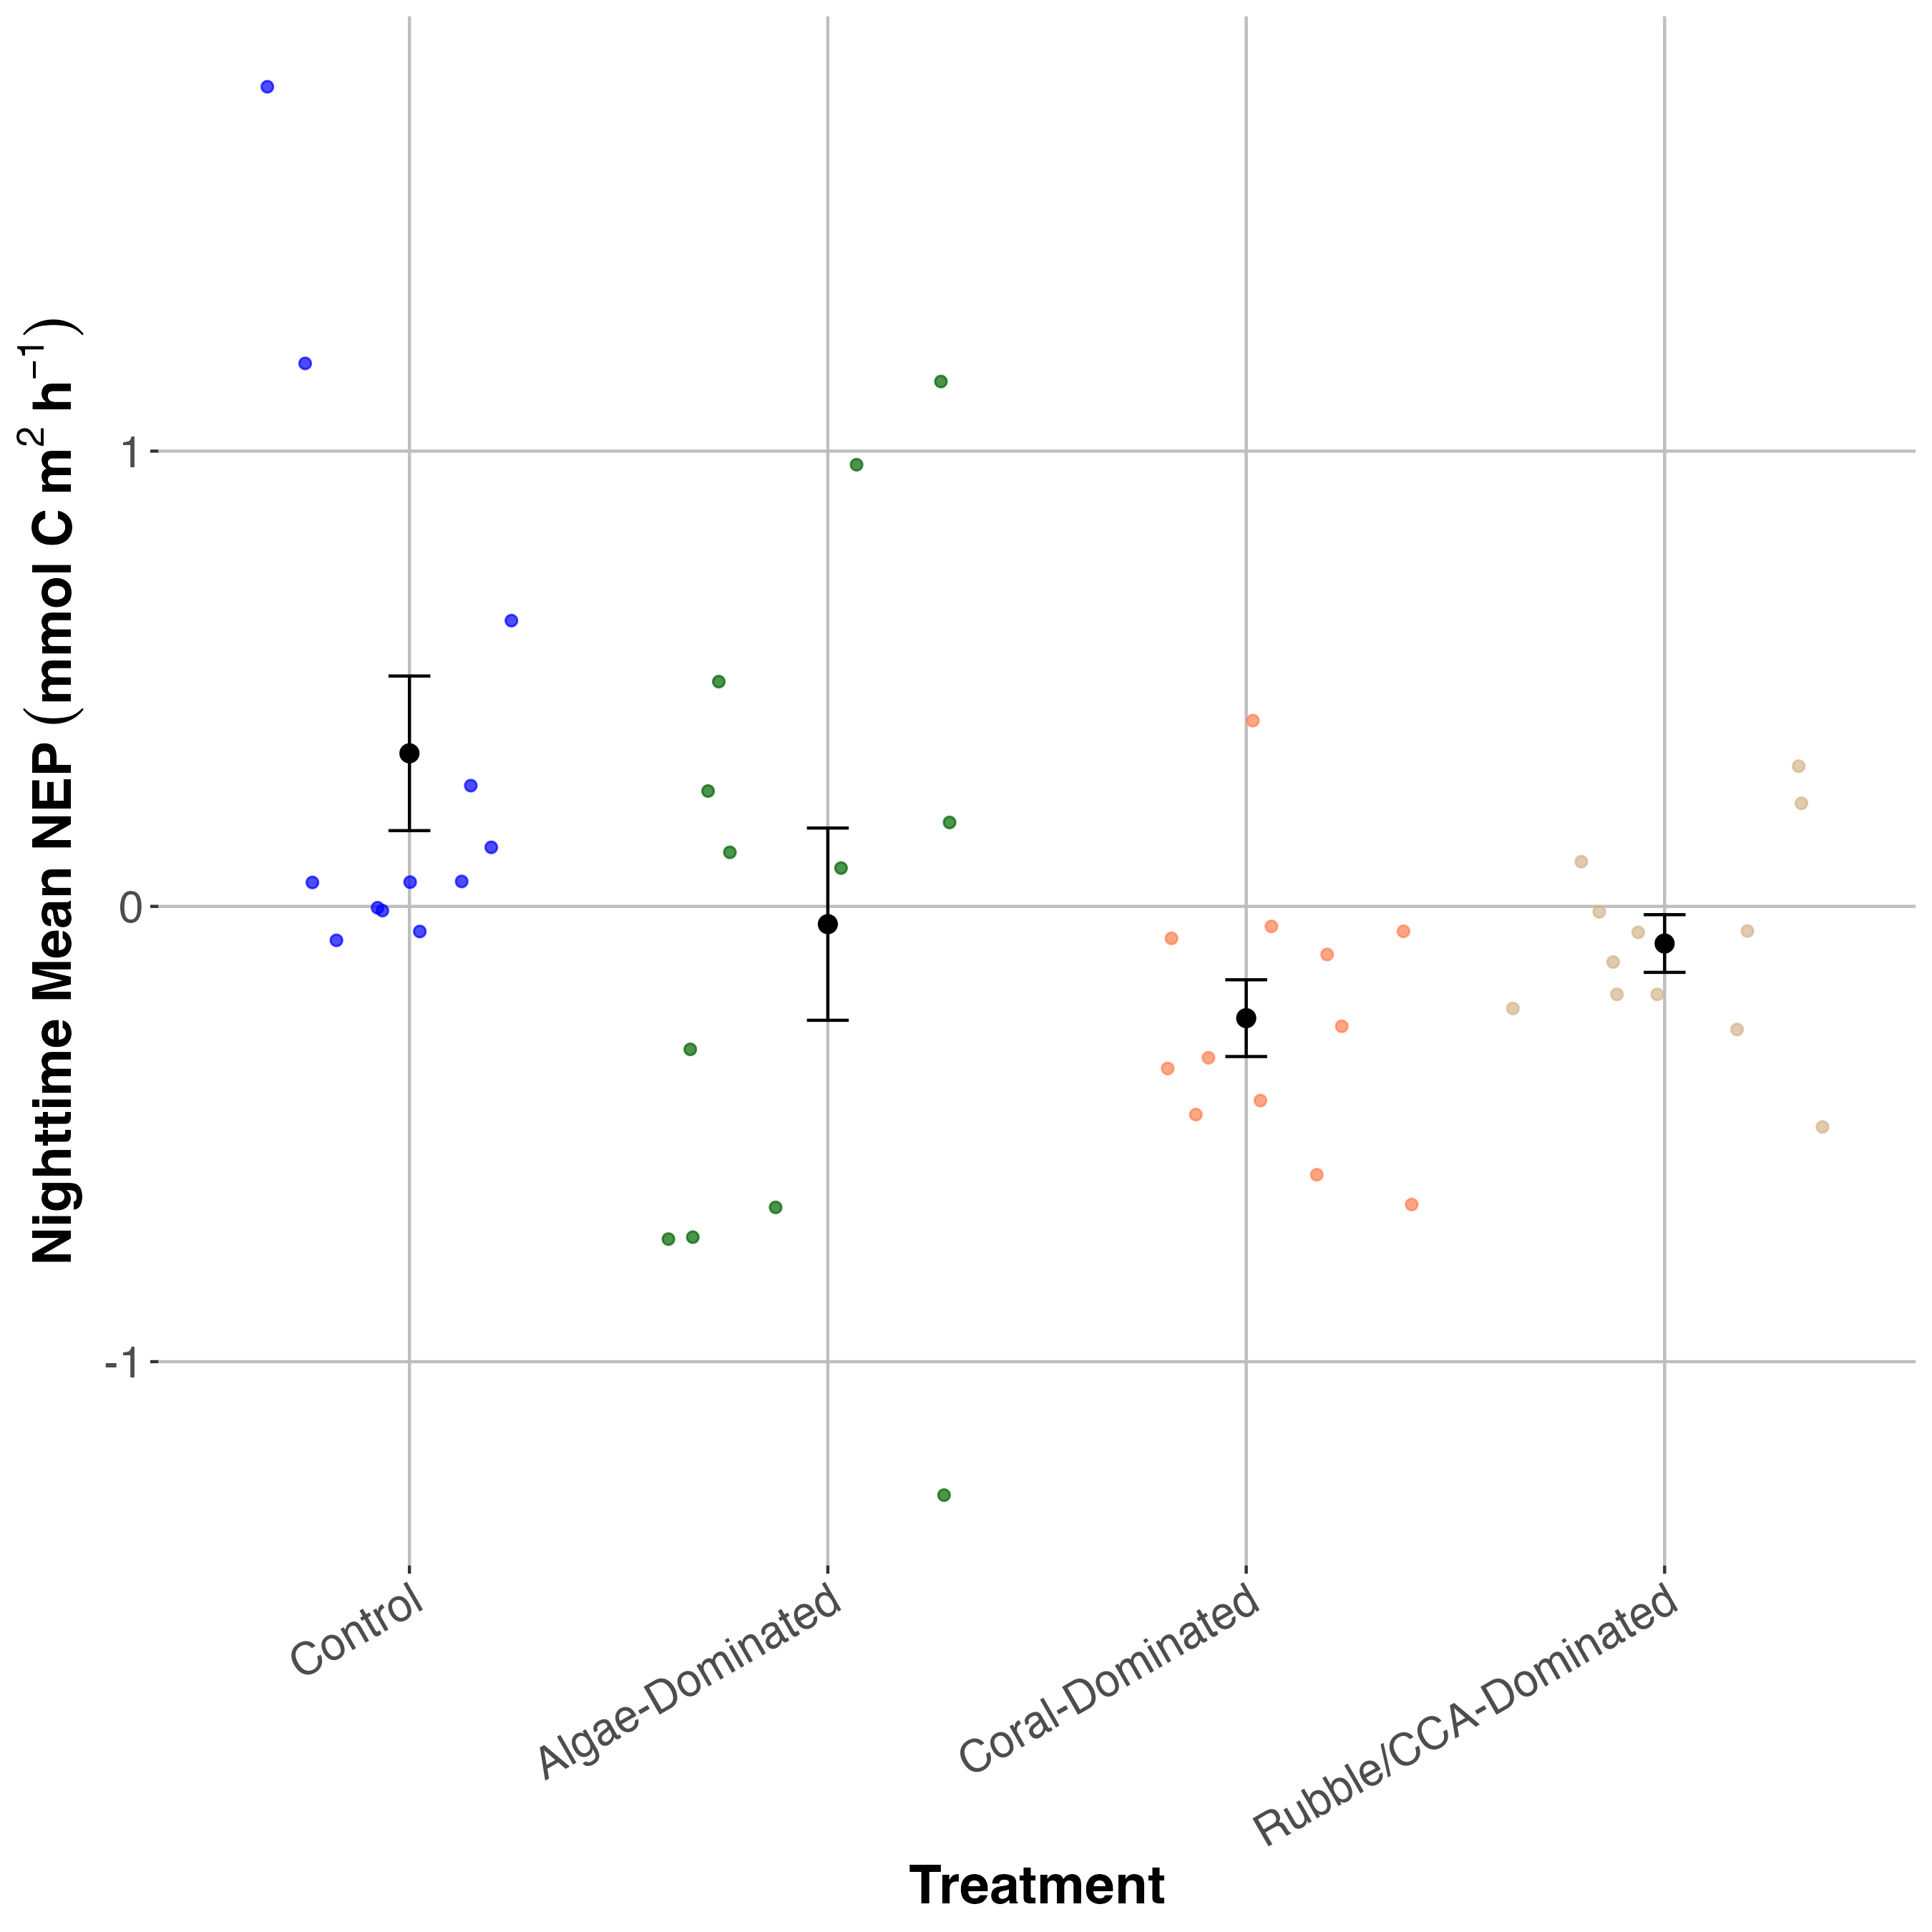 Nighttime Mean NEP (mmol C m² h⁻¹)
1
0
-1
Control
Algae-Dominated
Coral-Dominated
Rubble/CCA-Dominated
Treatment